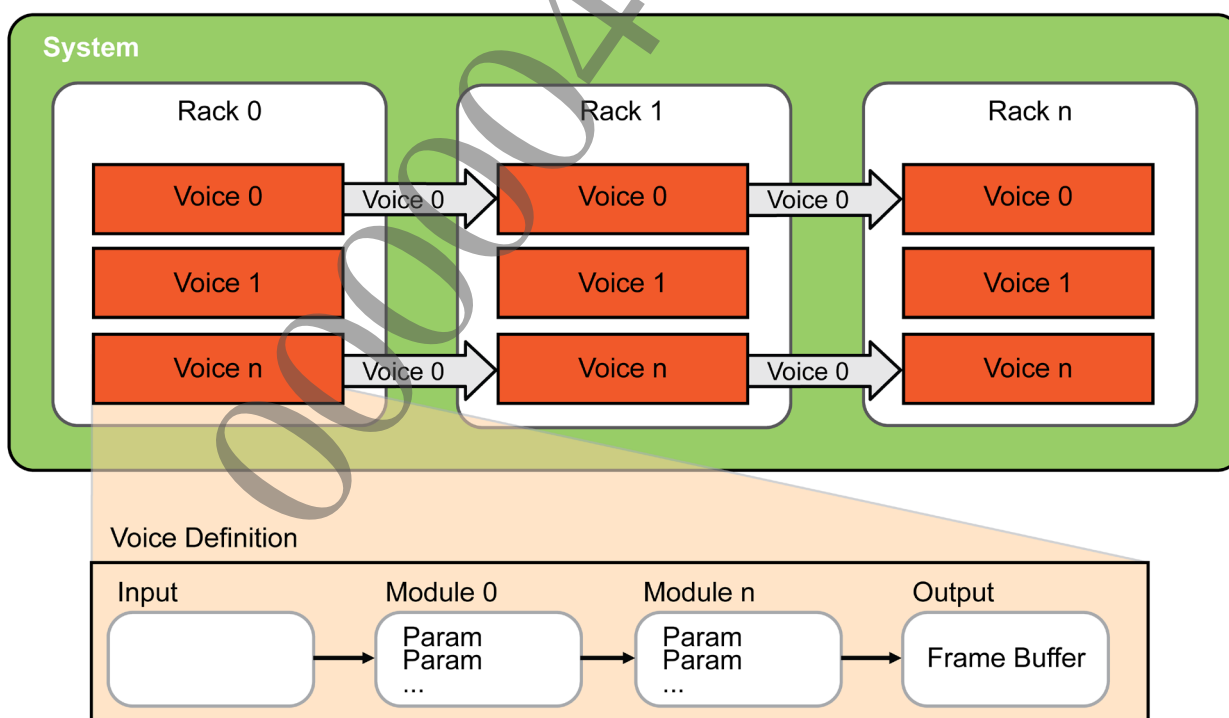 System
Rack 0
Rack 1
Rack n
Voice 0
Voice 0
Voice 0
Voice 0
Voice 0
Voice 1
Voice 1
Voice 1
Voice n
Voice 0
Voice n
Voice 0
Voice n
Voice Definition
Input
Module 0
Module n
Output
Param
Param
...
Param
Param
...
Frame Buffer
0000004